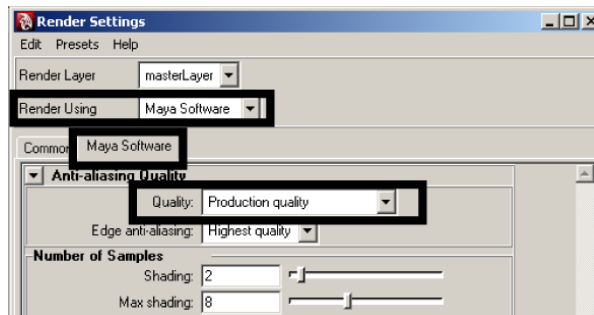 Render Settings
Edit Presets Help
Render Layer masterLayer
Render Using Maya Software
Common Maya Software
Anti-aliasing Quality
Quality: Production quality
Edge anti-aliasing: Highest quality
Number of Samples
Shading: 2
Max shading: 8